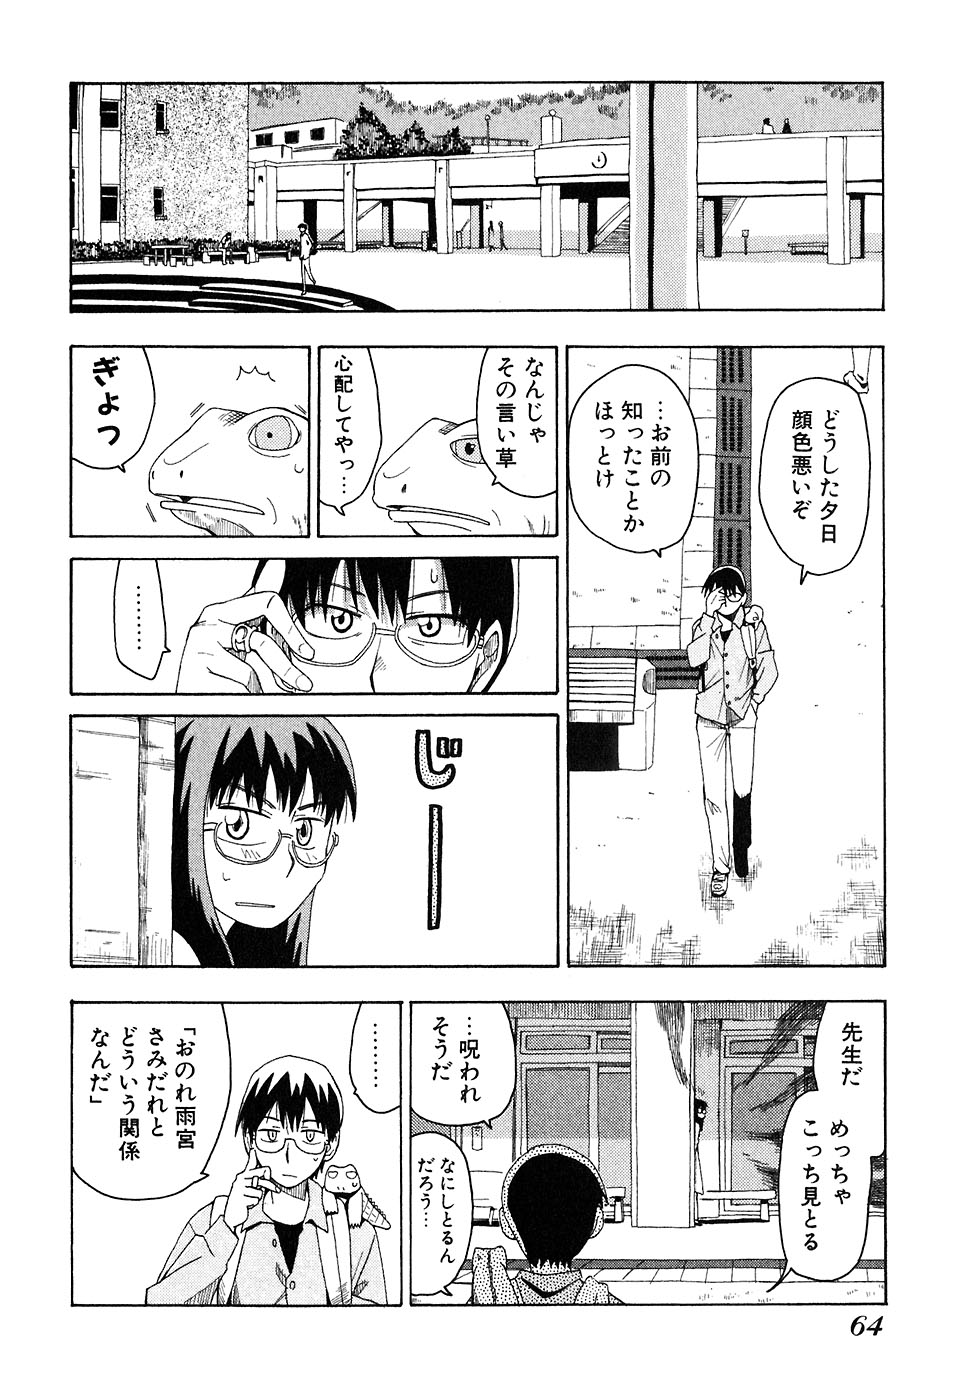 どうした夕日
顔色悪いぞ
…お前の
知ったことか
ほっとけ
なんじゃ
その言い草
心配してやっ…
ぎょっ
………
じー
先生だ
めっちゃ
こっち見とる
…呪われ
そうだ
なにしとるん
だろう…
………
「おのれ雨宮
さみだれと
どういう関係
なんだ」
64